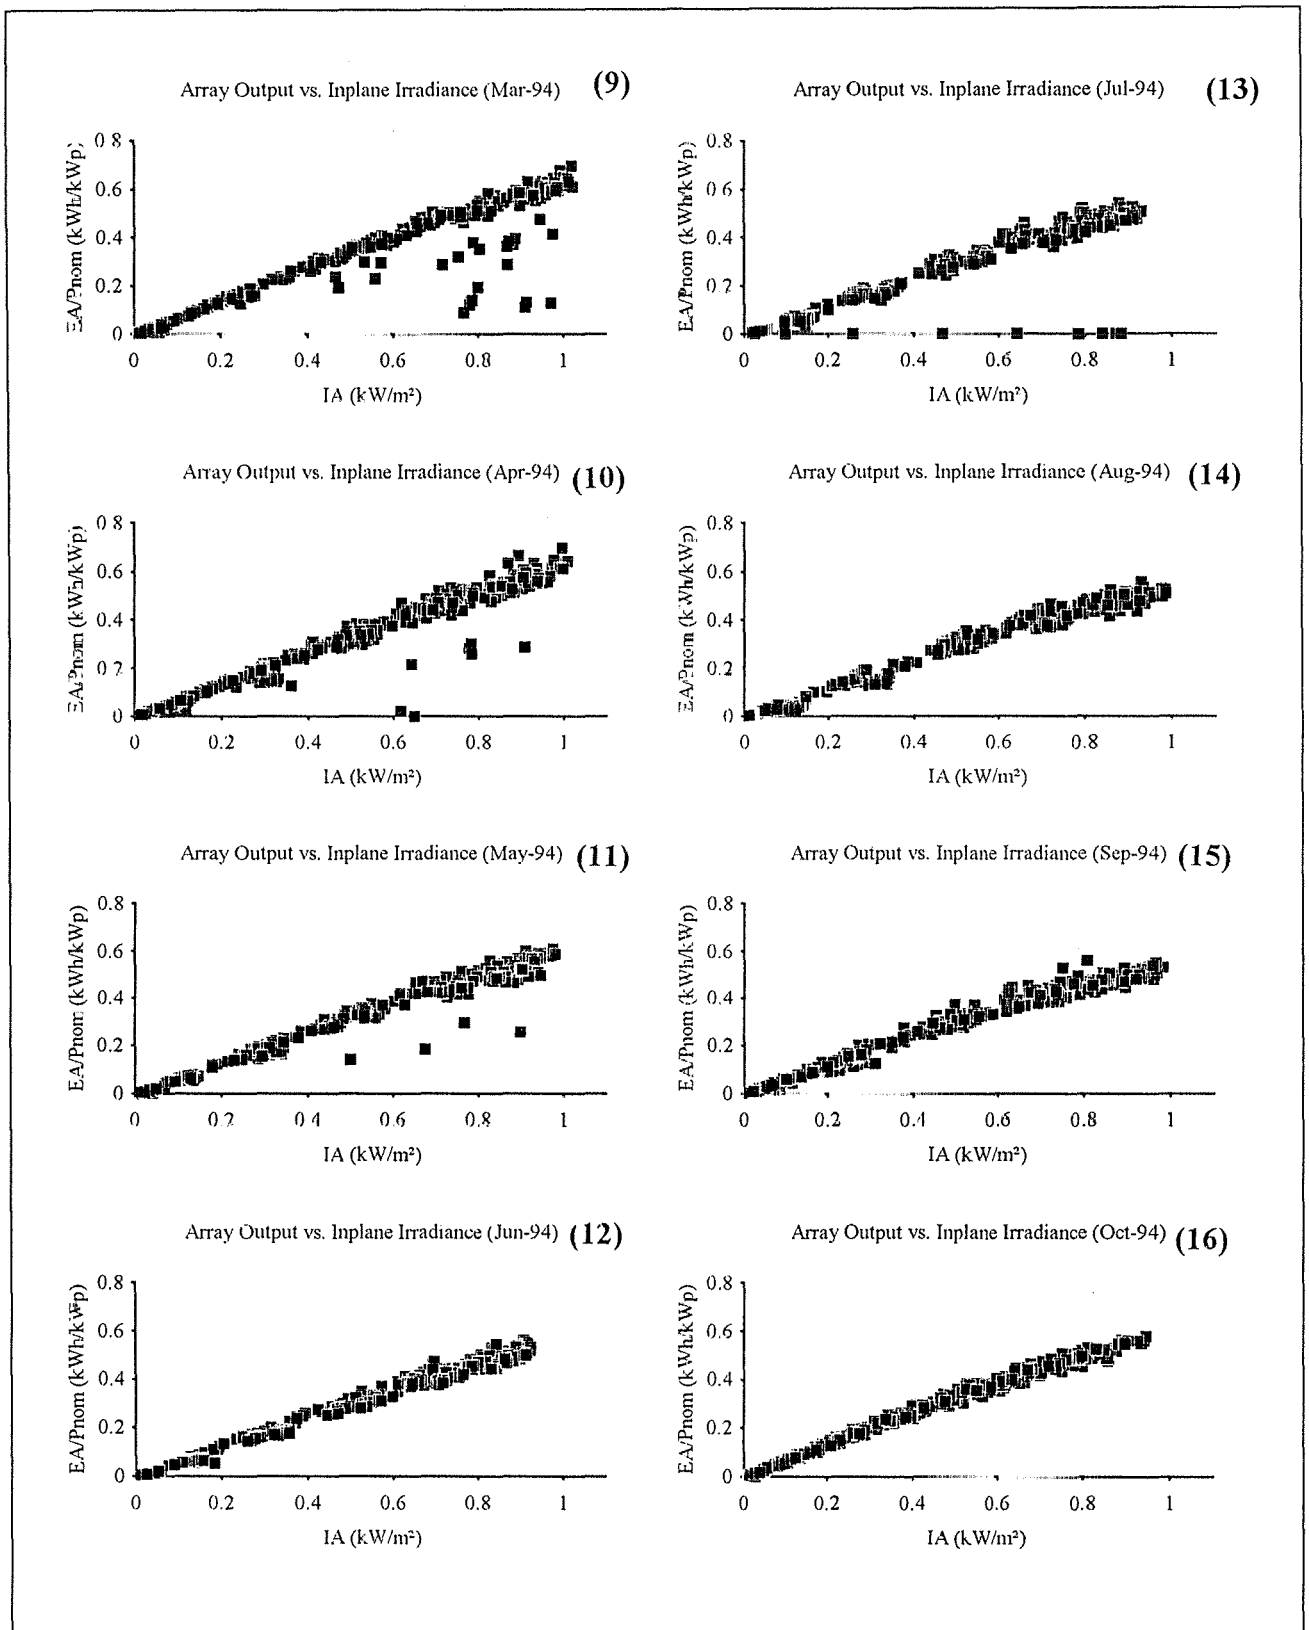 Array Output vs. Inplane Irradiance (Mar-94) (9)
EA/Pnom (kWh/kWp)
0 8
0.6
0.4
0.2
0
0 0.2 0.4 0.6 0.8 1
IA (kW/m²)
Array Output vs. Inplane Irradiance (Apr-94) (10)
EA/Pnom (kWh/kWp)
0 8
0.6
0.4
0 2
0
0 0.2 0.4 0.6 0.8 1
IA (kW/m²)
Array Output vs. Inplane Irradiance (May-94) (11)
EA/Pnom (kWh/kWp)
0.8
0.6
0.4
0.2
0
0 0.2 0.4 0.6 0.8 1
IA (kW/m²)
Array Output vs. Inplane Irradiance (Jun-94) (12)
EA/Pnom (kWh/kWp)
0.8
0.6
0.4
0.2
0
0 0.2 0.4 0.6 0.8 1
IA (kW/m²)
Array Output vs. Inplane Irradiance (Jul-94) (13)
EA/Pnom (kWh/kWp)
0.8
0.6
0.4
0.2
0
0 0.2 0.4 0.6 0.8 1
IA (kW/m²)
Array Output vs. Inplane Irradiance (Aug-94) (14)
EA/Pnom (kWh/kWp)
0.8
0.6
0.4
0.2
0
0 0.2 0.4 0.6 0.8 1
IA (kW/m²)
Array Output vs. Inplane Irradiance (Sep-94) (15)
EA/Pnom (kWh/kWp)
0.8
0.6
0.4
0.2
0
0 0.2 0.4 0.6 0.8 1
IA (kW/m²)
Array Output vs. Inplane Irradiance (Oct-94) (16)
EA/Pnom (kWh/kWp)
0.8
0.6
0.4
0.2
0
0 0.2 0.4 0.6 0.8 1
IA (kW/m²)